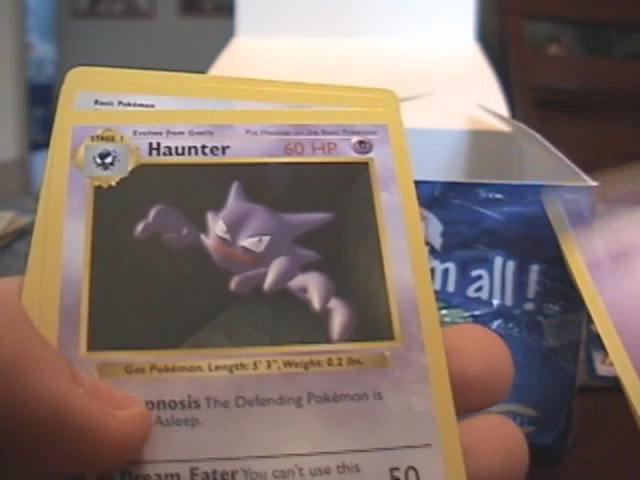 Basic Pokémon
STAGE 1
Evolves from Gastly
Put Haunter on the Basic Pokémon
Haunter 60 HP
Gas Pokémon. Length: 5' 3", Weight: 0.2 lbs.
pnosis The Defending Pokémon is
Asleep.
Dream Eater You can't use this
50
m all!